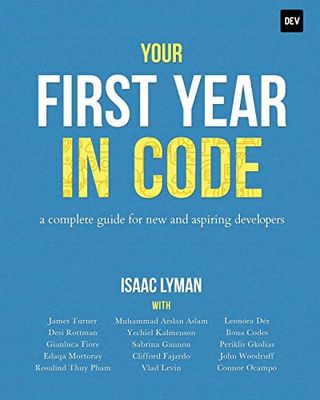 DEV
YOUR
FIRST YEAR
IN CODE
a complete guide for new and aspiring developers
ISAAC LYMAN
WITH
James Turner
Desi Rottman
Gianluca Fiore
Edaqa Mortoray
Rosalind Thuy Pham
Muhammad Arslan Aslam
Yechiel Kalmenson
Sabrina Gannon
Clifford Fajardo
Vlad Levin
Leonóra Dér
Ilona Codes
Periklis Gkolias
John Woodruff
Connor Ocampo